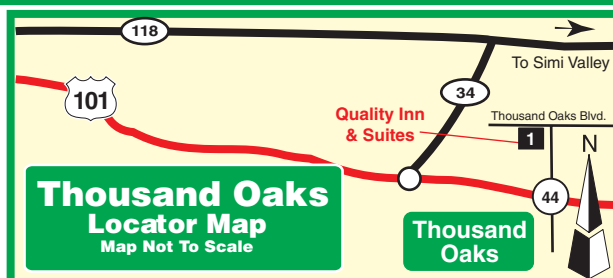 118
To Simi Valley
34
101
Thousand Oaks Blvd.
Quality Inn
& Suites
1
N
Thousand Oaks
Locator Map
Map Not To Scale
44
Thousand
Oaks